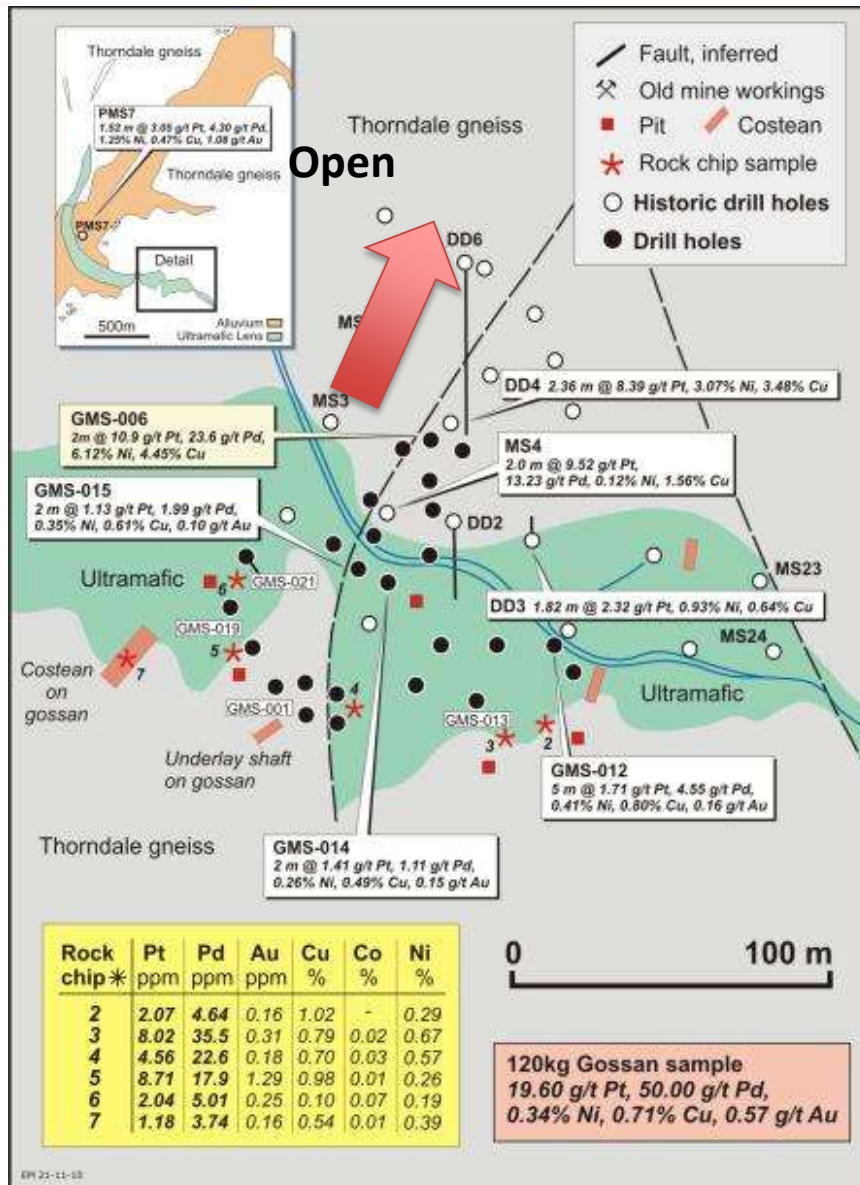 Thorndale gneiss
PMS7
1.52 m @ 3.05 g/t Pt, 4.30 g/t Pd,
1.25% Ni, 0.47% Cu, 1.08 g/t Au
Thorndale gneiss
PMS7
Detail
500m
Alluvium
Ultramafic Lens
Fault, inferred
Old mine workings
Pit
Costean
Rock chip sample
Historic drill holes
Drill holes
Thorndale gneiss
Open
DD6
MS
MS3
DD4 2.36 m @ 8.39 g/t Pt, 3.07% Ni, 3.48% Cu
GMS-006
2m @ 10.9 g/t Pt, 23.6 g/t Pd,
6.12% Ni, 4.45% Cu
MS4
2.0 m @ 9.52 g/t Pt,
13.23 g/t Pd, 0.12% Ni, 1.56% Cu
GMS-015
2 m @ 1.13 g/t Pt, 1.99 g/t Pd,
0.35% Ni, 0.61% Cu, 0.10 g/t Au
DD2
Ultramafic
6
GMS-021
MS23
DD3 1.82 m @ 2.32 g/t Pt, 0.93% Ni, 0.64% Cu
GMS-019
MS24
Costean
on
gossan
7
5
GMS-001
4
GMS-013
Ultramafic
3
2
Underlay shaft
on gossan
GMS-012
5 m @ 1.71 g/t Pt, 4.55 g/t Pd,
0.41% Ni, 0.80% Cu, 0.16 g/t Au
Thorndale gneiss
GMS-014
2 m @ 1.41 g/t Pt, 1.11 g/t Pd,
0.26% Ni, 0.49% Cu, 0.15 g/t Au
Rock Pt Pd Au Cu Co Ni
chip ppm ppm ppm % % %
2 2.07 4.64 0.16 1.02 - 0.29
3 8.02 35.5 0.31 0.79 0.02 0.67
4 4.56 22.6 0.18 0.70 0.03 0.57
5 8.71 17.9 1.29 0.98 0.01 0.26
6 2.04 5.01 0.25 0.10 0.07 0.19
7 1.18 3.74 0.16 0.54 0.01 0.39
0 100 m
120kg Gossan sample
19.60 g/t Pt, 50.00 g/t Pd,
0.34% Ni, 0.71% Cu, 0.57 g/t Au